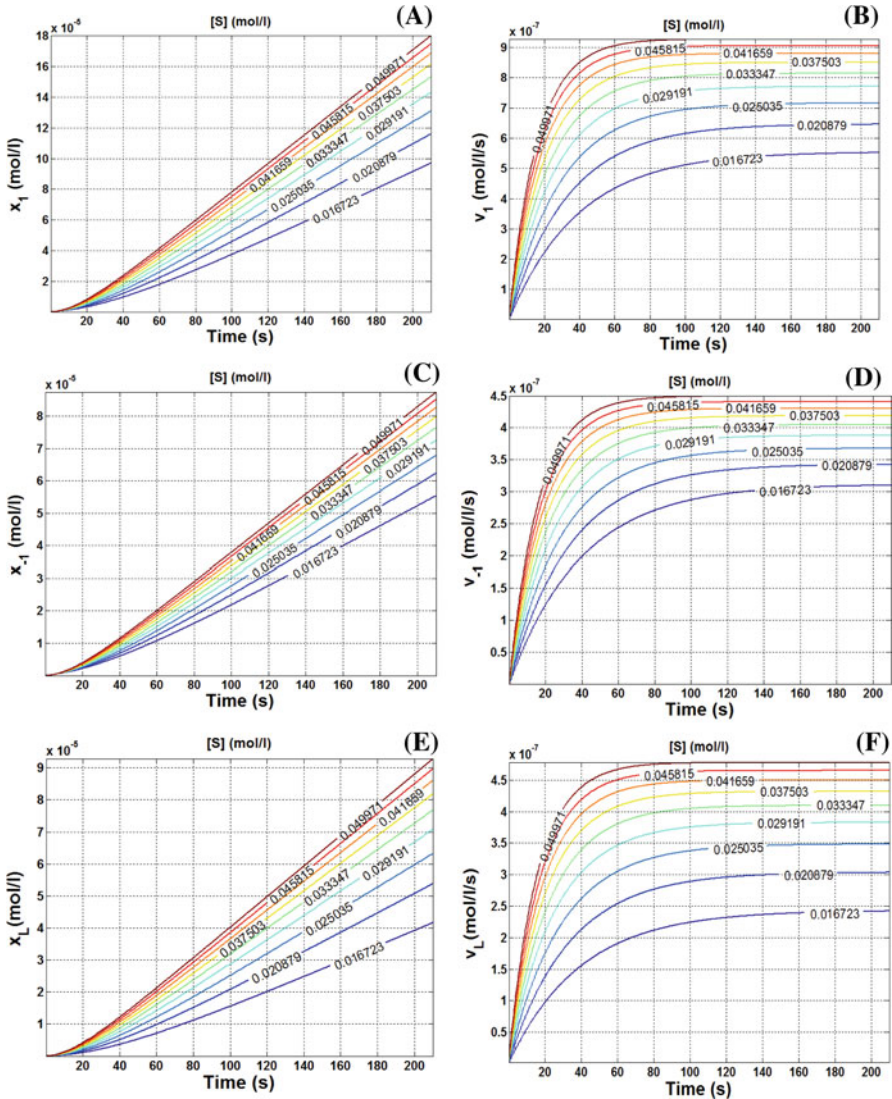 [S] (mol/l)
(A)
x 10⁻⁵
18
16
14
12
10
8
6
4
2
x₁ (mol/l)
0.049971
0.045815
0.041659
0.037503
0.033347
0.029191
0.025035
0.020879
0.016723
20 40 60 80 100 120 140 160 180 200
Time (s)
[S] (mol/l)
(B)
x 10⁻⁷
9
8
7
6
5
4
3
2
1
v₁ (mol/l/s)
0.049971
0.045815
0.041659
0.037503
0.033347
0.029191
0.025035
0.020879
0.016723
20 40 60 80 100 120 140 160 180 200
Time (s)
[S] (mol/l)
(C)
x 10⁻⁵
8
7
6
5
4
3
2
1
x₋₁ (mol/l)
0.049971
0.045815
0.041659
0.037503
0.033347
0.029191
0.025035
0.020879
0.016723
20 40 60 80 100 120 140 160 180 200
Time (s)
[S] (mol/l)
(D)
x 10⁻⁷
4.5
4
3.5
3
2.5
2
1.5
1
0.5
v₋₁ (mol/l/s)
0.049971
0.045815
0.041659
0.037503
0.033347
0.029191
0.025035
0.020879
0.016723
20 40 60 80 100 120 140 160 180 200
Time (s)
[S] (mol/l)
(E)
x 10⁻⁵
9
8
7
6
5
4
3
2
1
x_L (mol/l)
0.049971
0.045815
0.041659
0.037503
0.033347
0.029191
0.025035
0.020879
0.016723
20 40 60 80 100 120 140 160 180 200
Time (s)
[S] (mol/l)
(F)
x 10⁻⁷
4.5
4
3.5
3
2.5
2
1.5
1
0.5
v_L (mol/l/s)
0.049971
0.045815
0.041659
0.037503
0.033347
0.029191
0.025035
0.020879
0.016723
20 40 60 80 100 120 140 160 180 200
Time (s)